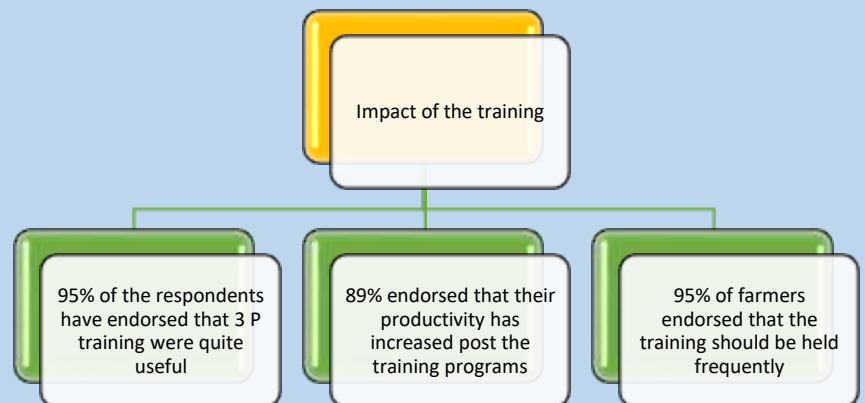 Impact of the training
95% of the respondents
have endorsed that 3 P
training were quite
useful
89% endorsed that their
productivity has
increased post the
training programs
95% of farmers
endorsed that the
training should be held
frequently